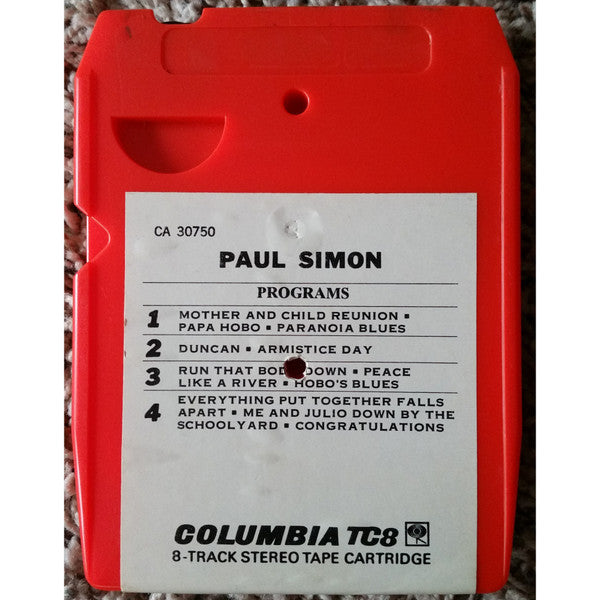 CA 30750
PAUL SIMON
PROGRAMS
1 MOTHER AND CHILD REUNION ▪
PAPA HOBO ▪ PARANOIA BLUES
2 DUNCAN ▪ ARMISTICE DAY
3 RUN THAT BODY DOWN ▪ PEACE
LIKE A RIVER ▪ HOBO'S BLUES
4 EVERYTHING PUT TOGETHER FALLS
APART ▪ ME AND JULIO DOWN BY THE
SCHOOLYARD ▪ CONGRATULATIONS
COLUMBIA TC8
8-TRACK STEREO TAPE CARTRIDGE